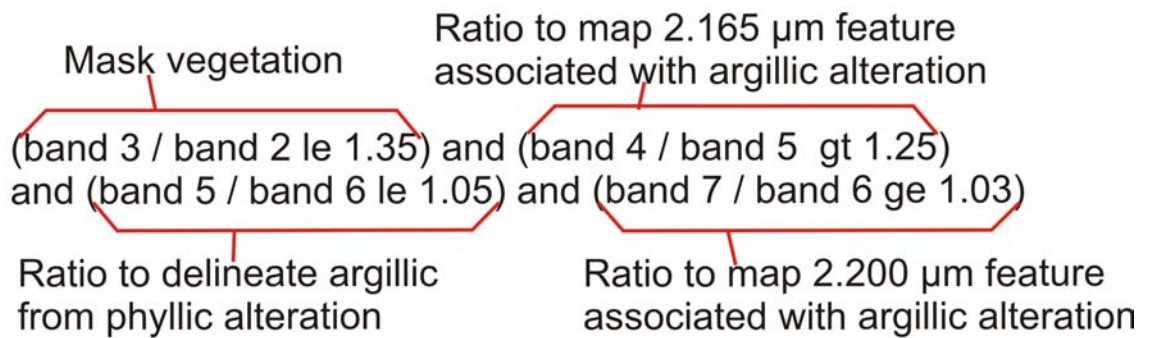 Mask vegetation
Ratio to map 2.165 µm feature
associated with argillic alteration
(band 3 / band 2 le 1.35) and (band 4 / band 5  gt 1.25)
and (band 5 / band 6 le 1.05) and (band 7 / band 6 ge 1.03)
Ratio to delineate argillic
from phyllic alteration
Ratio to map 2.200 µm feature
associated with argillic alteration